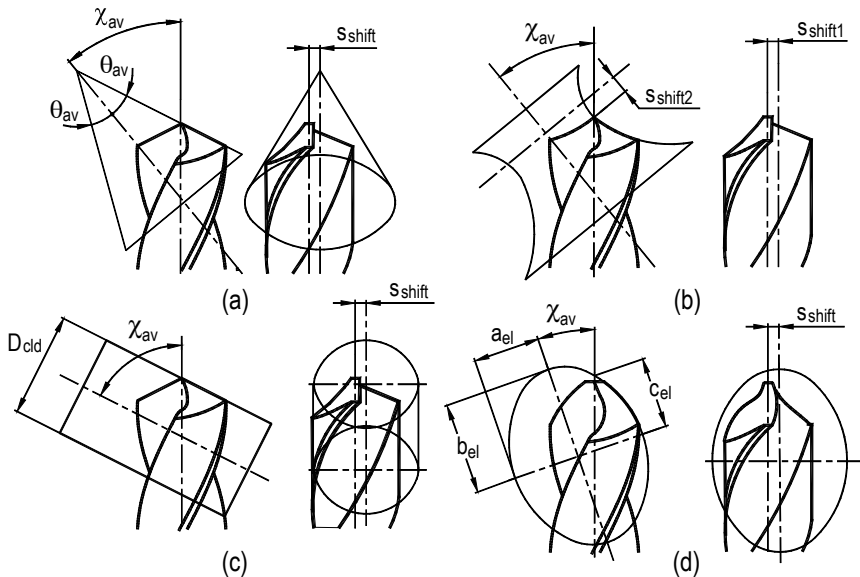 χav
sshift
θav
θav
(a)
χav
sshift1
sshift2
(b)
χav
sshift
Dcld
(c)
χav
ael
sshift
cel
bel
(d)